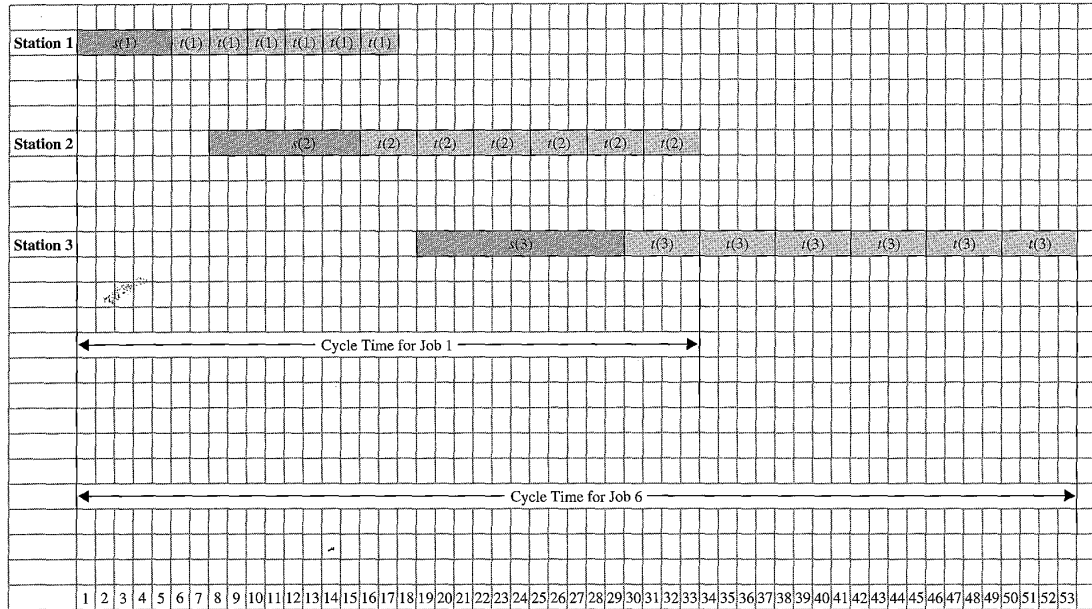 Station 1 s(1) t(1) t(1) t(1) t(1) t(1) t(1)
Station 2 s(2) t(2) t(2) t(2) t(2) t(2) t(2)
Station 3 s(3) t(3) t(3) t(3) t(3) t(3) t(3)
Cycle Time for Job 1
Cycle Time for Job 6
1 2 3 4 5 6 7 8 9 10 11 12 13 14 15 16 17 18 19 20 21 22 23 24 25 26 27 28 29 30 31 32 33 34 35 36 37 38 39 40 41 42 43 44 45 46 47 48 49 50 51 52 53